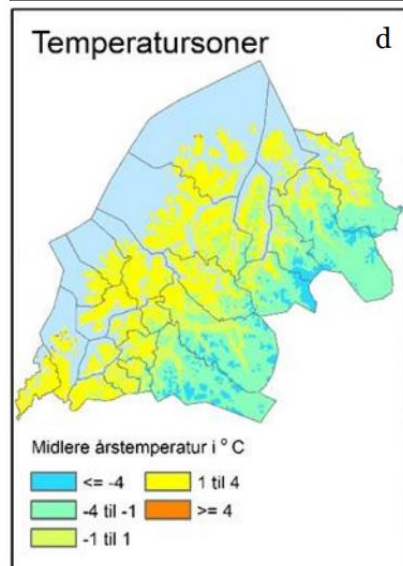 Temperatursoner d
Midlere årstemperatur i ° C
<= -4 1 til 4
-4 til -1 >= 4
-1 til 1